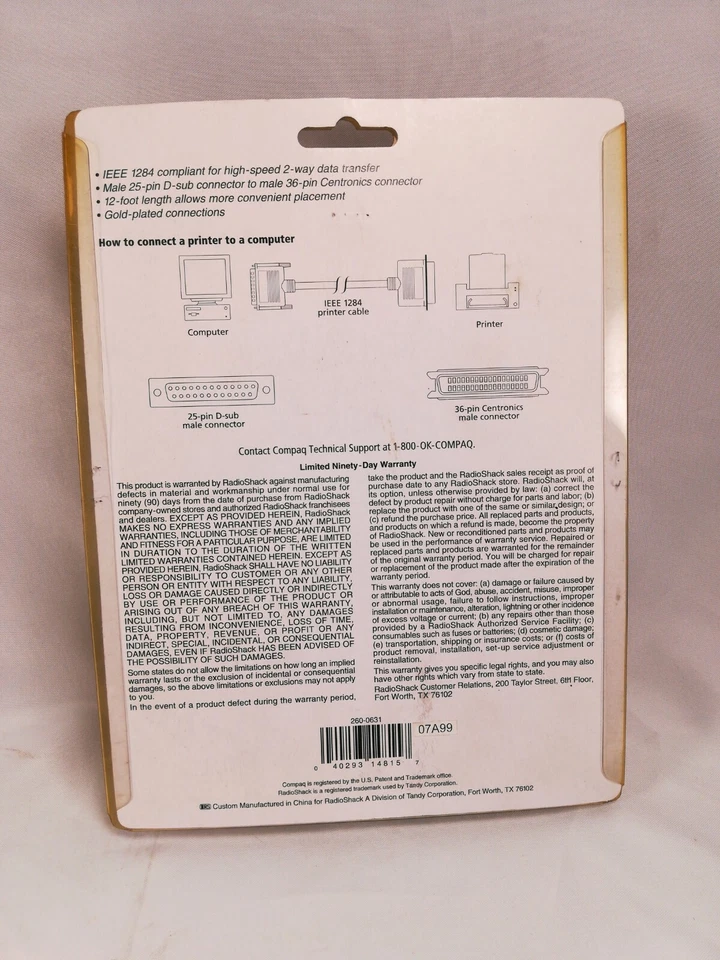 • IEEE 1284 compliant for high-speed 2-way data transfer
• Male 25-pin D-sub connector to male 36-pin Centronics connector
• 12-foot length allows more convenient placement
• Gold-plated connections
How to connect a printer to a computer
IEEE 1284
printer cable
Computer
Printer
25-pin D-sub
male connector
36-pin Centronics
male connector
Contact Compaq Technical Support at 1-800-OK-COMPAQ.
Limited Ninety-Day Warranty
This product is warranted by RadioShack against manufacturing
defects in material and workmanship under normal use for
ninety (90) days from the date of purchase from RadioShack
company-owned stores and authorized RadioShack franchisees
and dealers. EXCEPT AS PROVIDED HEREIN, RadioShack
MAKES NO EXPRESS WARRANTIES AND ANY IMPLIED
WARRANTIES, INCLUDING THOSE OF MERCHANTABILITY
AND FITNESS FOR A PARTICULAR PURPOSE, ARE LIMITED
IN DURATION TO THE DURATION OF THE WRITTEN
LIMITED WARRANTIES CONTAINED HEREIN. EXCEPT AS
PROVIDED HEREIN, RadioShack SHALL HAVE NO LIABILITY
OR RESPONSIBILITY TO CUSTOMER OR ANY OTHER
PERSON OR ENTITY WITH RESPECT TO ANY LIABILITY,
LOSS OR DAMAGE CAUSED DIRECTLY OR INDIRECTLY
BY USE OR PERFORMANCE OF THE PRODUCT OR
ARISING OUT OF ANY BREACH OF THIS WARRANTY,
INCLUDING, BUT NOT LIMITED TO, ANY DAMAGES
RESULTING FROM INCONVENIENCE, LOSS OF TIME,
DATA, PROPERTY, REVENUE, OR PROFIT OR ANY
INDIRECT, SPECIAL, INCIDENTAL, OR CONSEQUENTIAL
DAMAGES, EVEN IF RadioShack HAS BEEN ADVISED OF
THE POSSIBILITY OF SUCH DAMAGES.
Some states do not allow the limitations on how long an implied
warranty lasts or the exclusion of incidental or consequential
damages, so the above limitations or exclusions may not apply
to you.
In the event of a product defect during the warranty period,
take the product and the RadioShack sales receipt as proof of
purchase date to any RadioShack store. RadioShack will, at
its option, unless otherwise provided by law: (a) correct the
defect by product repair without charge for parts and labor; (b)
replace the product with one of the same or similar design; or
(c) refund the purchase price. All replaced parts and products,
and products on which a refund is made, become the property
of RadioShack. New or reconditioned parts and products may
be used in the performance of warranty service. Repaired or
replaced parts and products are warranted for the remainder
of the original warranty period. You will be charged for repair
or replacement of the product made after the expiration of the
warranty period.
This warranty does not cover: (a) damage or failure caused by
or attributable to acts of God, abuse, accident, misuse, improper
or abnormal usage, failure to follow instructions, improper
installation or maintenance, alteration, lightning or other incidence
of excess voltage or current; (b) any repairs other than those
provided by a RadioShack Authorized Service Facility; (c)
consumables such as fuses or batteries; (d) cosmetic damage;
(e) transportation, shipping or insurance costs; or (f) costs of
product removal, installation, set-up service adjustment or
reinstallation.
This warranty gives you specific legal rights, and you may also
have other rights which vary from state to state.
RadioShack Customer Relations, 200 Taylor Street, 6th Floor,
Fort Worth, TX 76102
260-0631
07A99
0 40293 14815 7
Compaq is registered by the U.S. Patent and Trademark office.
RadioShack is a registered trademark used by Tandy Corporation.
Custom Manufactured in China for RadioShack A Division of Tandy Corporation, Fort Worth, TX 76102